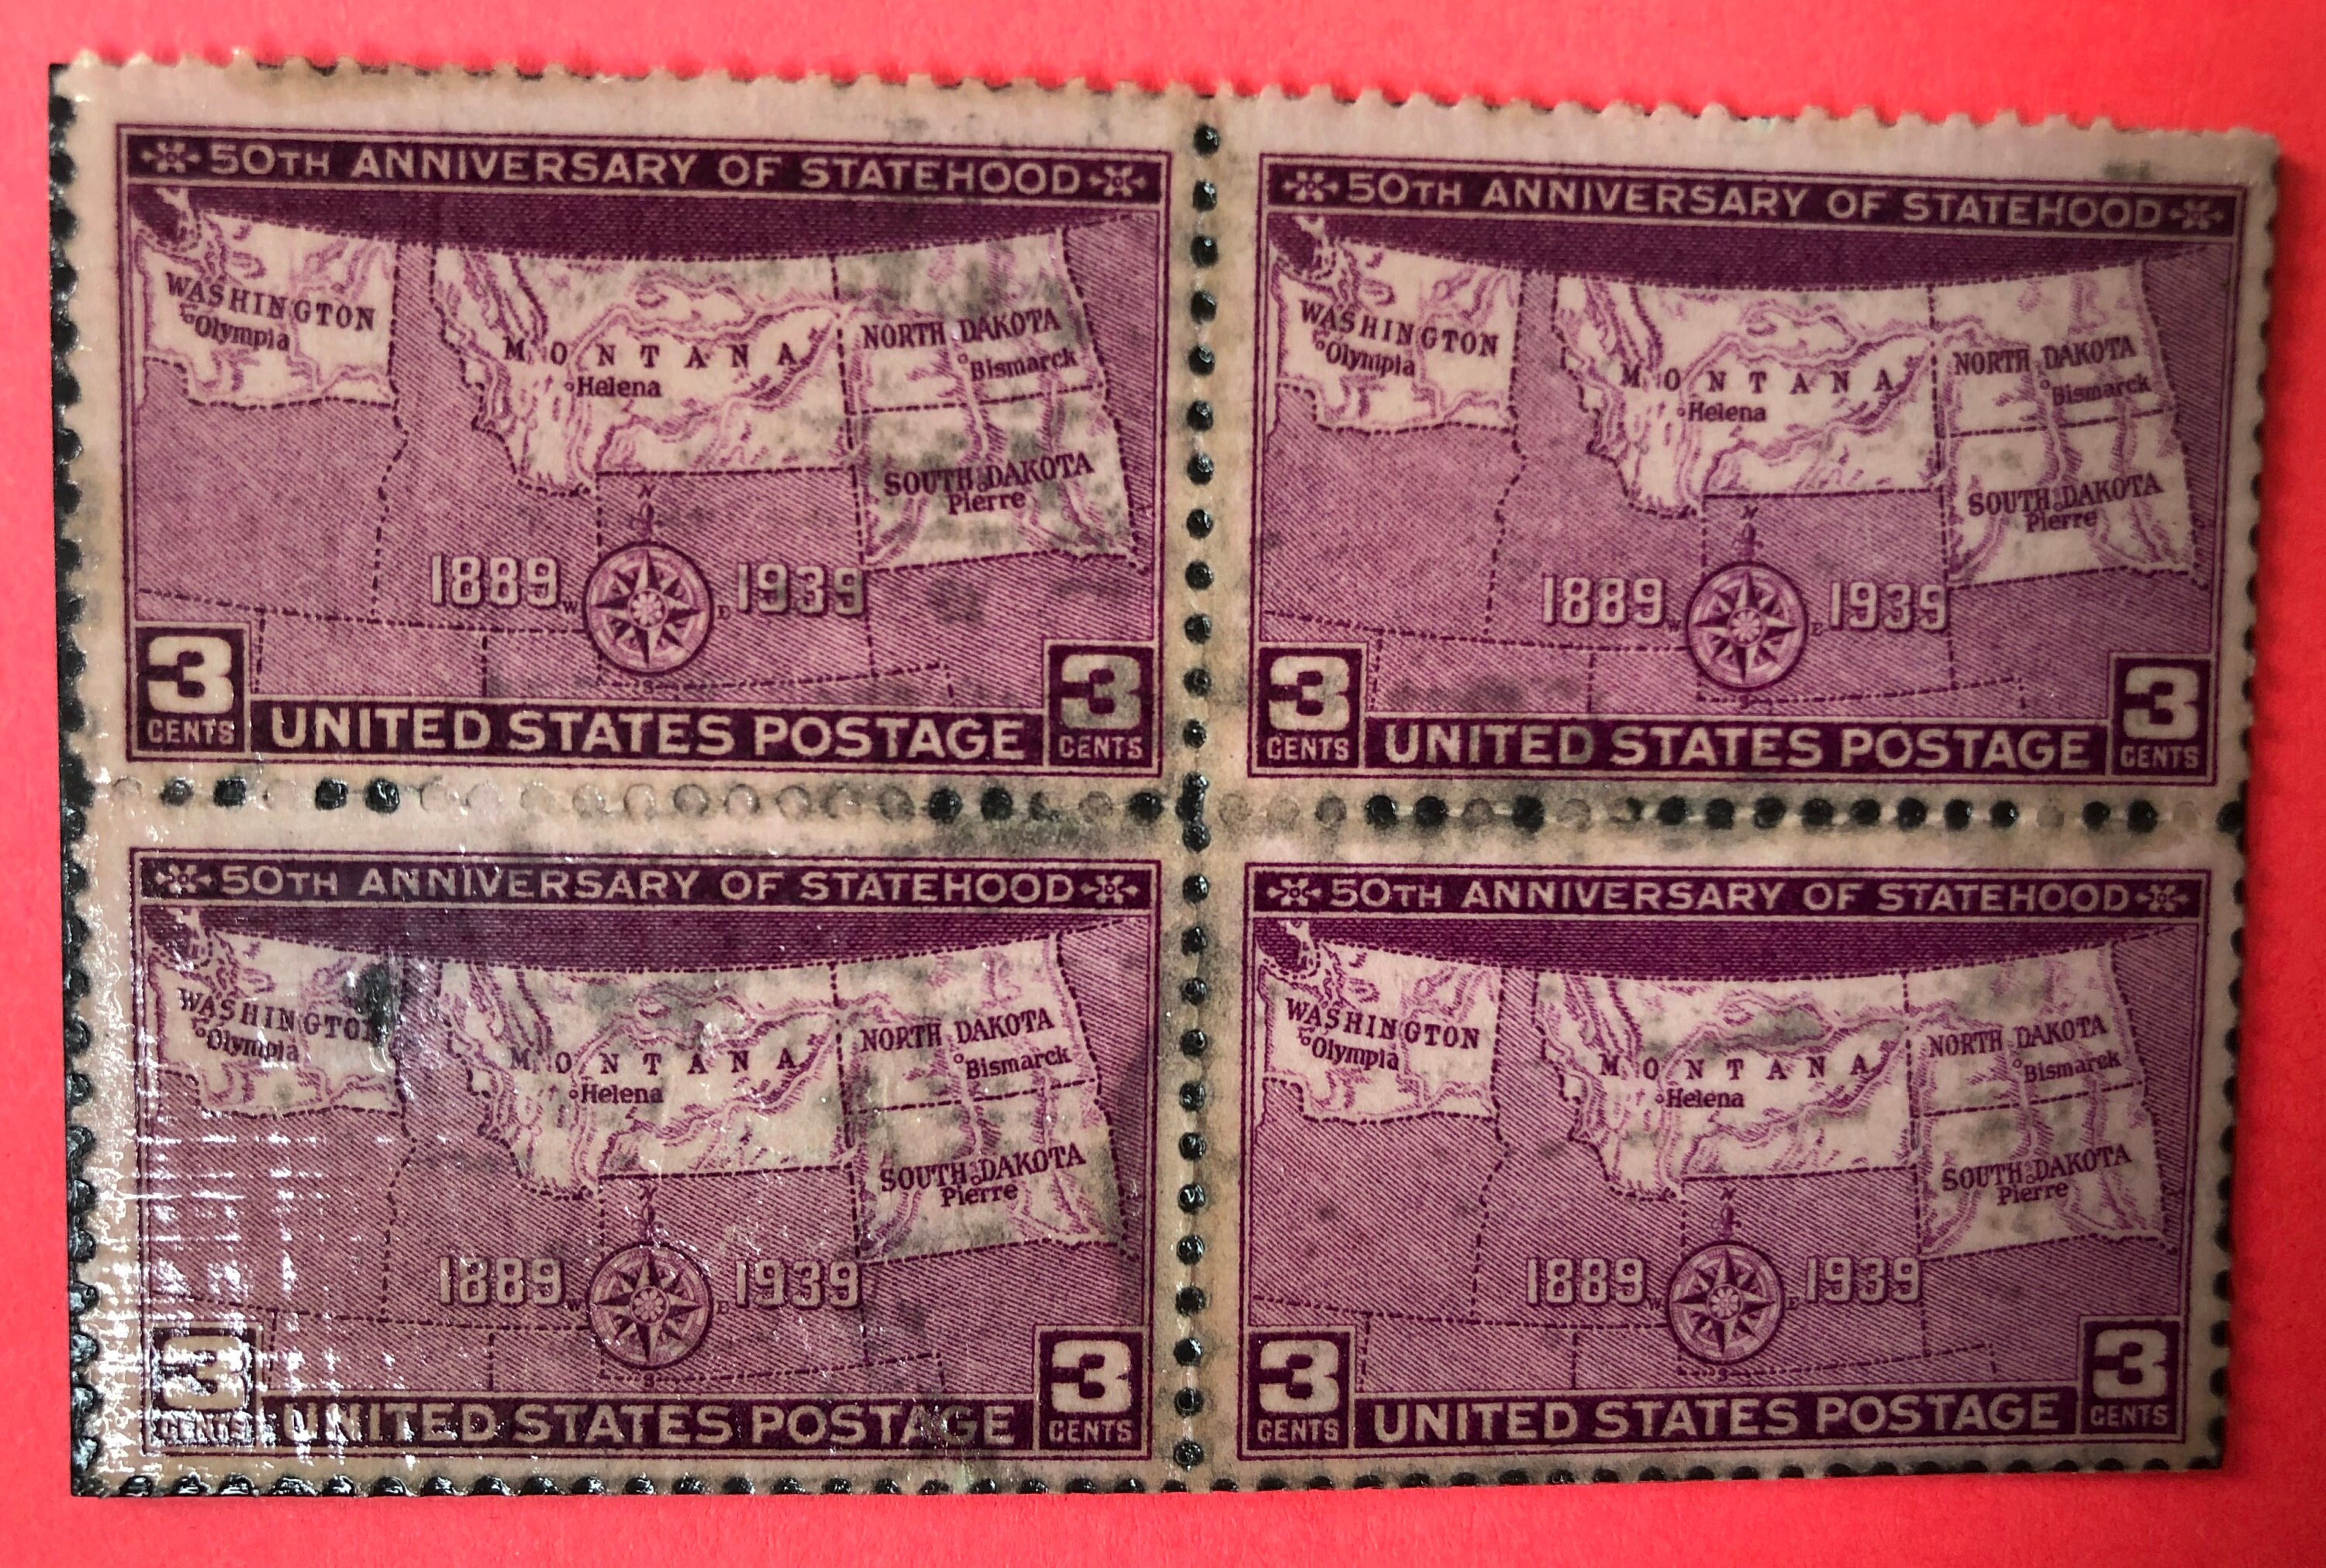 50TH ANNIVERSARY OF STATEHOOD
WASHINGTON
Olympia
MONTANA
Helena
NORTH DAKOTA
Bismarck
SOUTH DAKOTA
Pierre
N
1889 W E 1939
S
3 CENTS UNITED STATES POSTAGE 3 CENTS
50TH ANNIVERSARY OF STATEHOOD
WASHINGTON
Olympia
MONTANA
Helena
NORTH DAKOTA
Bismarck
SOUTH DAKOTA
Pierre
N
1889 W E 1939
S
3 CENTS UNITED STATES POSTAGE 3 CENTS
50TH ANNIVERSARY OF STATEHOOD
WASHINGTON
Olympia
MONTANA
Helena
NORTH DAKOTA
Bismarck
SOUTH DAKOTA
Pierre
N
1889 W E 1939
S
3 CENTS UNITED STATES POSTAGE 3 CENTS
50TH ANNIVERSARY OF STATEHOOD
WASHINGTON
Olympia
MONTANA
Helena
NORTH DAKOTA
Bismarck
SOUTH DAKOTA
Pierre
N
1889 W E 1939
S
3 CENTS UNITED STATES POSTAGE 3 CENTS